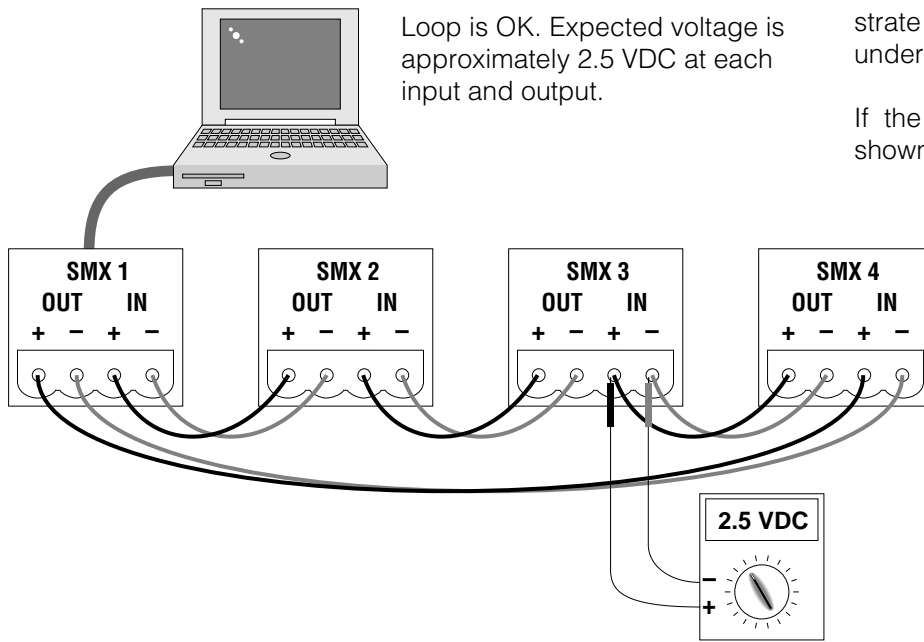 Loop is OK. Expected voltage is
approximately 2.5 VDC at each
input and output.
strate
under
If the
shown
SMX 1
OUT IN
+ − + −
SMX 2
OUT IN
+ − + −
SMX 3
OUT IN
+ − + −
SMX 4
OUT IN
+ − + −
2.5 VDC
−
+